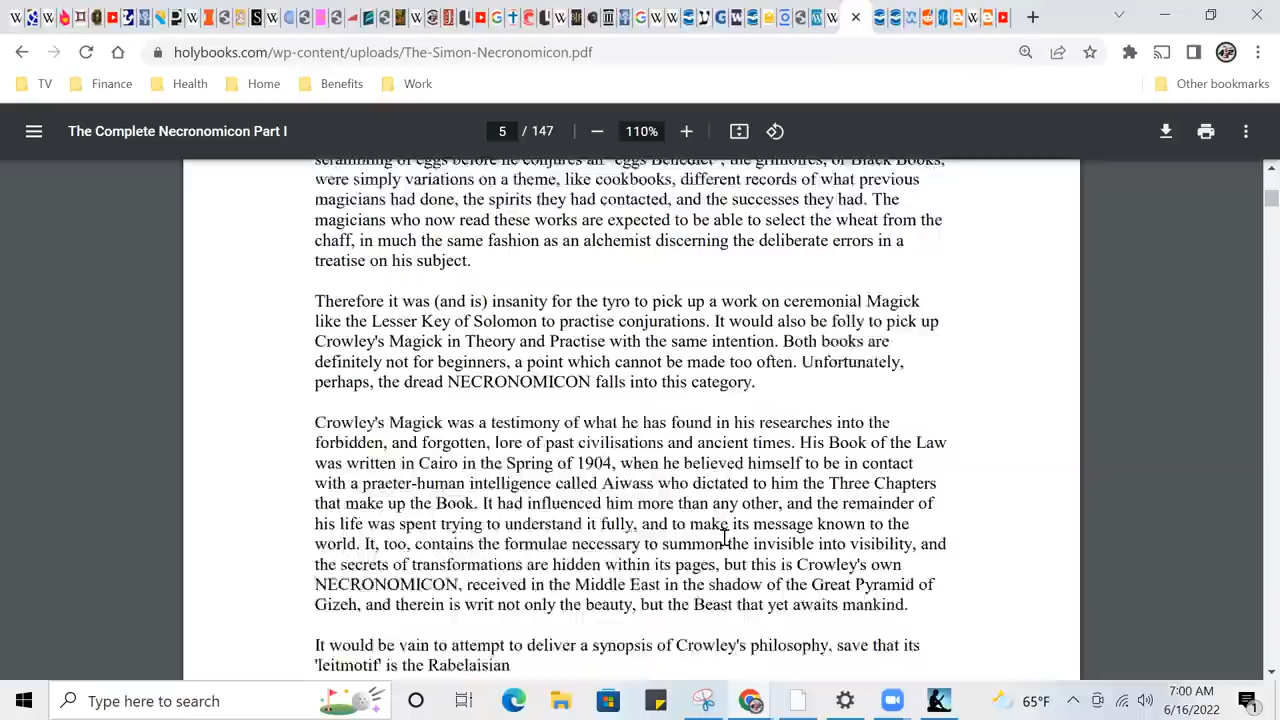 holybooks.com/wp-content/uploads/The-Simon-Necronomicon.pdf
TV Finance Health Home Benefits Work Other bookmarks
The Complete Necronomicon Part I 5 / 147 110%
scrambling of eggs before he conjures an "eggs Benedict", the grimoires, or Black Books,
were simply variations on a theme, like cookbooks, different records of what previous
magicians had done, the spirits they had contacted, and the successes they had. The
magicians who now read these works are expected to be able to select the wheat from the
chaff, in much the same fashion as an alchemist discerning the deliberate errors in a
treatise on his subject.
Therefore it was (and is) insanity for the tyro to pick up a work on ceremonial Magick
like the Lesser Key of Solomon to practise conjurations. It would also be folly to pick up
Crowley's Magick in Theory and Practise with the same intention. Both books are
definitely not for beginners, a point which cannot be made too often. Unfortunately,
perhaps, the dread NECRONOMICON falls into this category.
Crowley's Magick was a testimony of what he has found in his researches into the
forbidden, and forgotten, lore of past civilisations and ancient times. His Book of the Law
was written in Cairo in the Spring of 1904, when he believed himself to be in contact
with a praeter-human intelligence called Aiwass who dictated to him the Three Chapters
that make up the Book. It had influenced him more than any other, and the remainder of
his life was spent trying to understand it fully, and to make its message known to the
world. It, too, contains the formulae necessary to summon the invisible into visibility, and
the secrets of transformations are hidden within its pages, but this is Crowley's own
NECRONOMICON, received in the Middle East in the shadow of the Great Pyramid of
Gizeh, and therein is writ not only the beauty, but the Beast that yet awaits mankind.
It would be vain to attempt to deliver a synopsis of Crowley's philosophy, save that its
'leitmotif' is the Rabelaisian
Type here to search
65°F
7:00 AM
6/16/2022